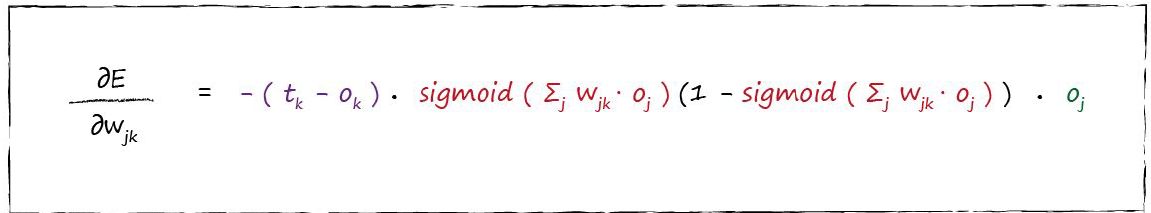 ∂E/∂w_jk = - ( t_k - o_k ) · sigmoid ( Σ_j w_jk · o_j ) (1 - sigmoid ( Σ_j w_jk · o_j ) ) · o_j